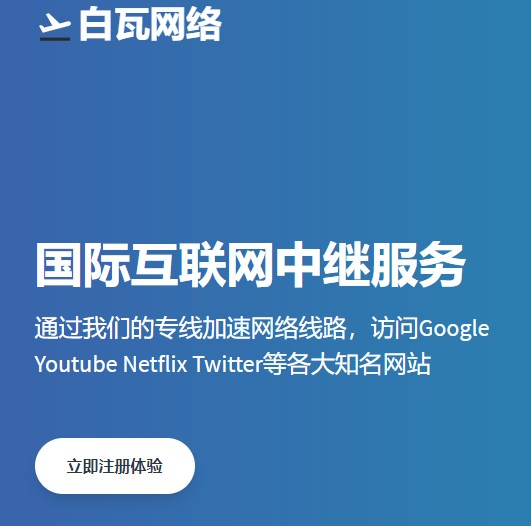 白瓦网络
国际互联网中继服务
通过我们的专线加速网络线路，访问Google
Youtube Netflix Twitter等各大知名网站
立即注册体验